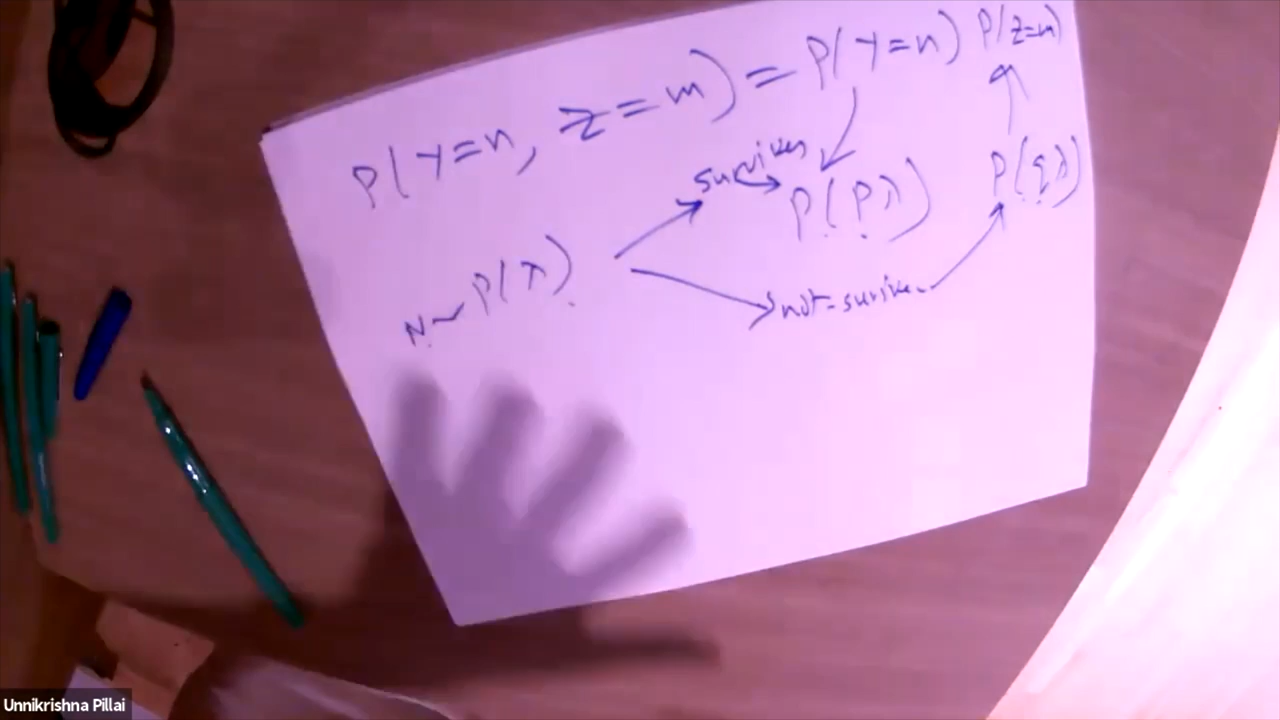 P(Y=n, Z=m) = P(Y=n) P(Z=m)
survives P(pλ) P(qλ)
N ~ P(λ)
not-survive
Unnikrishna Pillai